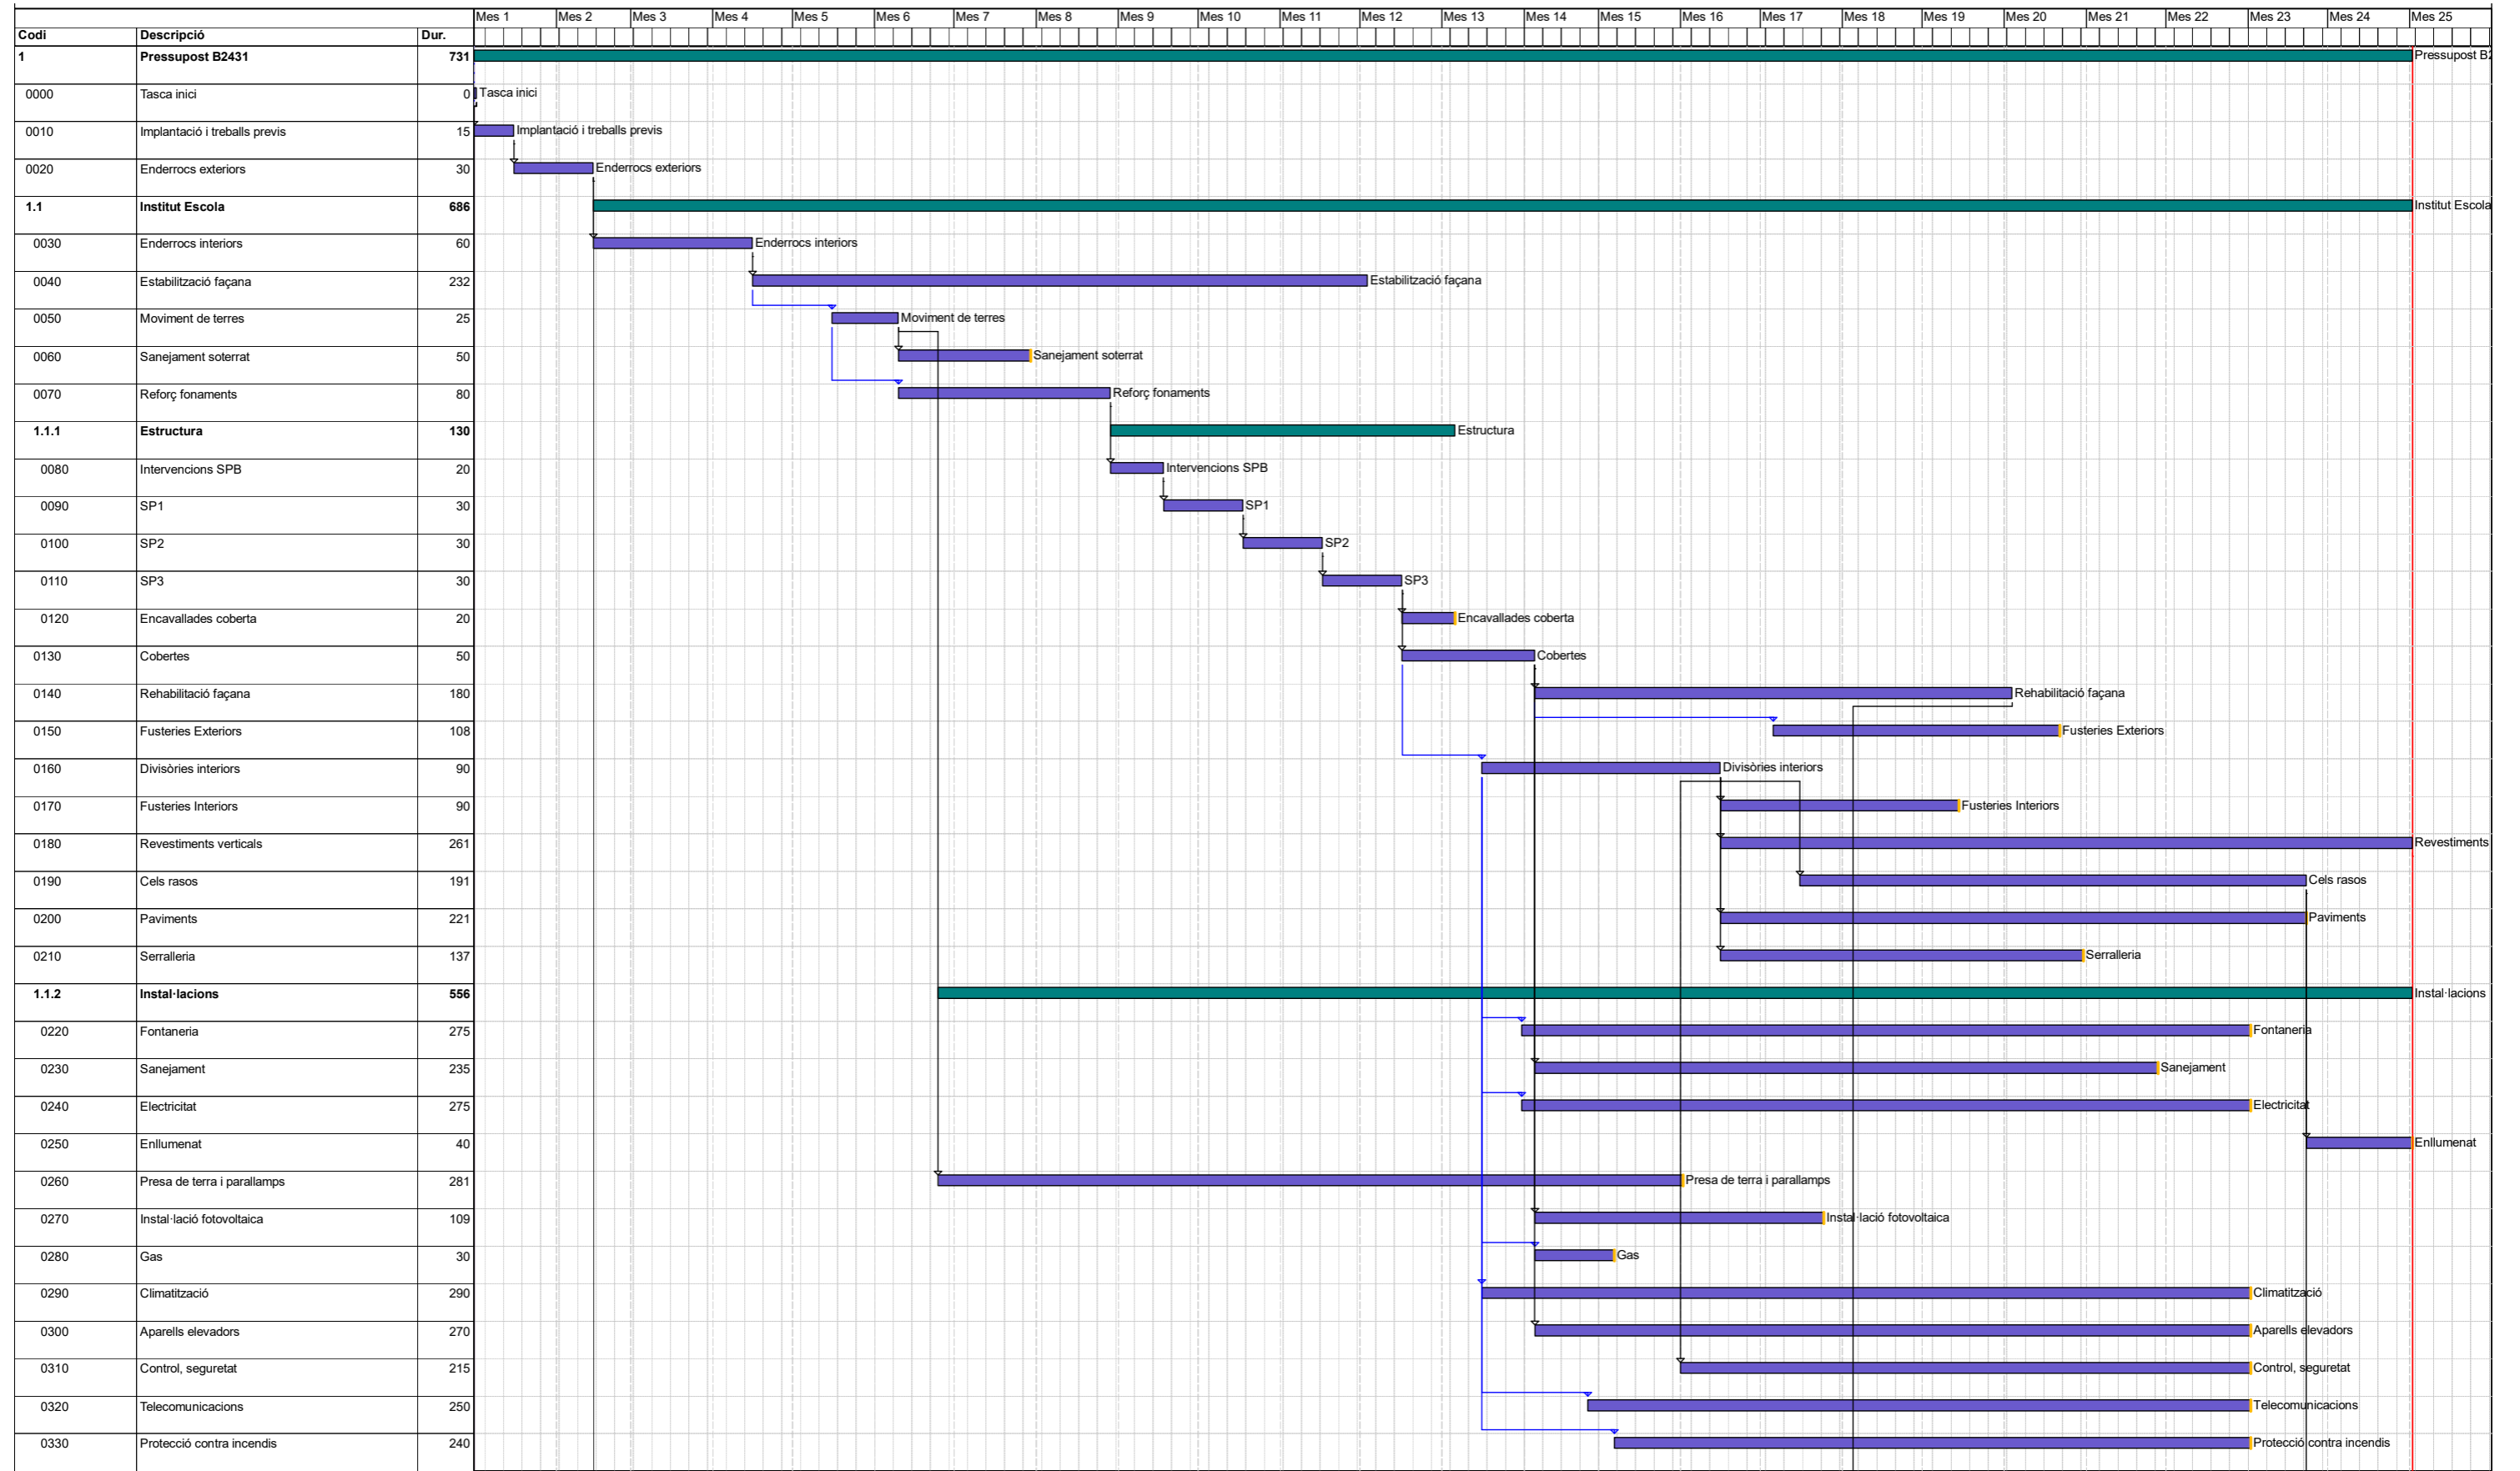 Mes 1 Mes 2 Mes 3 Mes 4 Mes 5 Mes 6 Mes 7 Mes 8 Mes 9 Mes 10 Mes 11 Mes 12 Mes 13 Mes 14 Mes 15 Mes 16 Mes 17 Mes 18 Mes 19 Mes 20 Mes 21 Mes 22 Mes 23 Mes 24 Mes 25
Codi Descripció Dur.
1 Pressupost B2431 731 Pressupost B2
0000 Tasca inici 0 Tasca inici
0010 Implantació i treballs previs 15 Implantació i treballs previs
0020 Enderrocs exteriors 30 Enderrocs exteriors
1.1 Institut Escola 686 Institut Escola
0030 Enderrocs interiors 60 Enderrocs interiors
0040 Estabilització façana 232 Estabilització façana
0050 Moviment de terres 25 Moviment de terres
0060 Sanejament soterrat 50 Sanejament soterrat
0070 Reforç fonaments 80 Reforç fonaments
1.1.1 Estructura 130 Estructura
0080 Intervencions SPB 20 Intervencions SPB
0090 SP1 30 SP1
0100 SP2 30 SP2
0110 SP3 30 SP3
0120 Encavallades coberta 20 Encavallades coberta
0130 Cobertes 50 Cobertes
0140 Rehabilitació façana 180 Rehabilitació façana
0150 Fusteries Exteriors 108 Fusteries Exteriors
0160 Divisòries interiors 90 Divisòries interiors
0170 Fusteries Interiors 90 Fusteries Interiors
0180 Revestiments verticals 261 Revestiments
0190 Cels rasos 191 Cels rasos
0200 Paviments 221 Paviments
0210 Serralleria 137 Serralleria
1.1.2 Instal·lacions 556 Instal·lacions
0220 Fontaneria 275 Fontaneria
0230 Sanejament 235 Sanejament
0240 Electricitat 275 Electricitat
0250 Enllumenat 40 Enllumenat
0260 Presa de terra i parallamps 281 Presa de terra i parallamps
0270 Instal·lació fotovoltaica 109 Instal·lació fotovoltaica
0280 Gas 30 Gas
0290 Climatització 290 Climatització
0300 Aparells elevadors 270 Aparells elevadors
0310 Control, seguretat 215 Control, seguretat
0320 Telecomunicacions 250 Telecomunicacions
0330 Protecció contra incendis 240 Protecció contra incendis